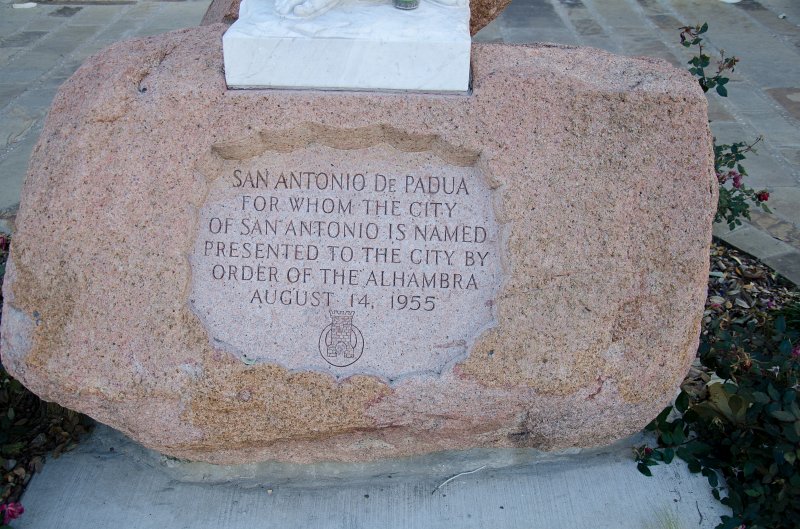 SAN ANTONIO De PADUA
FOR WHOM THE CITY
OF SAN ANTONIO IS NAMED
PRESENTED TO THE CITY BY
ORDER OF THE ALHAMBRA
AUGUST 14, 1955